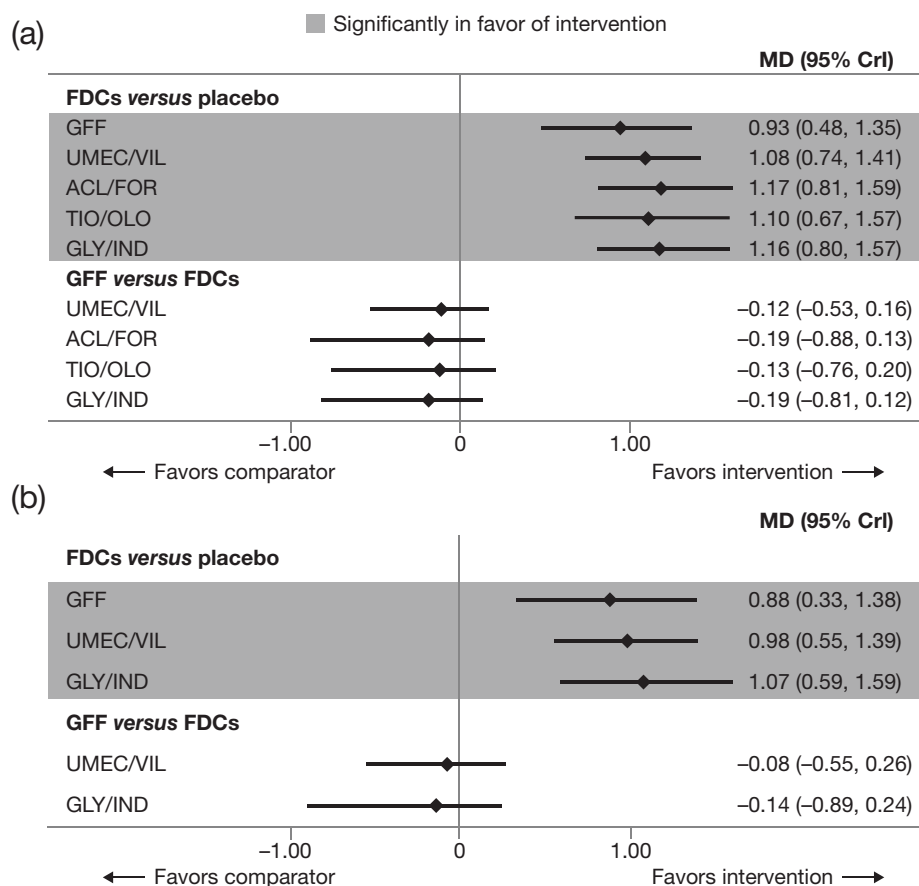 Significantly in favor of intervention
(a)
MD (95% CrI)
FDCs versus placebo
GFF 0.93 (0.48, 1.35)
UMEC/VIL 1.08 (0.74, 1.41)
ACL/FOR 1.17 (0.81, 1.59)
TIO/OLO 1.10 (0.67, 1.57)
GLY/IND 1.16 (0.80, 1.57)
GFF versus FDCs
UMEC/VIL –0.12 (–0.53, 0.16)
ACL/FOR –0.19 (–0.88, 0.13)
TIO/OLO –0.13 (–0.76, 0.20)
GLY/IND –0.19 (–0.81, 0.12)
–1.00 0 1.00
Favors comparator Favors intervention
(b)
MD (95% CrI)
FDCs versus placebo
GFF 0.88 (0.33, 1.38)
UMEC/VIL 0.98 (0.55, 1.39)
GLY/IND 1.07 (0.59, 1.59)
GFF versus FDCs
UMEC/VIL –0.08 (–0.55, 0.26)
GLY/IND –0.14 (–0.89, 0.24)
–1.00 0 1.00
Favors comparator Favors intervention